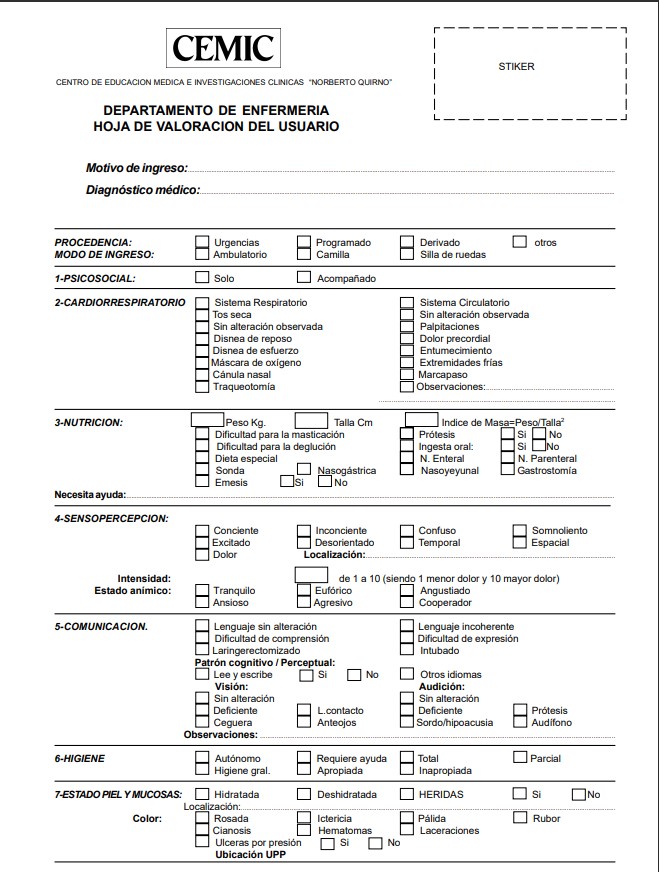 CEMIC
STIKER
CENTRO DE EDUCACION MEDICA E INVESTIGACIONES CLINICAS “NORBERTO QUIRNO”
DEPARTAMENTO DE ENFERMERIA
HOJA DE VALORACION DEL USUARIO
Motivo de ingreso:
Diagnóstico médico:
PROCEDENCIA: Urgencias Programado Derivado otros
MODO DE INGRESO: Ambulatorio Camilla Silla de ruedas
1-PSICOSOCIAL: Solo Acompañado
2-CARDIORRESPIRATORIO Sistema Respiratorio Sistema Circulatorio
Tos seca Sin alteración observada
Sin alteración observada Palpitaciones
Disnea de reposo Dolor precordial
Disnea de esfuerzo Entumecimiento
Máscara de oxígeno Extremidades frías
Cánula nasal Marcapaso
Traqueotomía Observaciones:
3-NUTRICION: Peso Kg. Talla Cm Indice de Masa=Peso/Talla²
Dificultad para la masticación Prótesis Si No
Dificultad para la deglución Ingesta oral: Si No
Dieta especial N. Enteral N. Parenteral
Sonda Nasogástrica Nasoyeyunal Gastrostomía
Emesis Si No
Necesita ayuda:
4-SENSOPERCEPCION:
Conciente Inconciente Confuso Somnoliento
Excitado Desorientado Temporal Espacial
Dolor Localización:
Intensidad: de 1 a 10 (siendo 1 menor dolor y 10 mayor dolor)
Estado anímico: Tranquilo Eufórico Angustiado
Ansioso Agresivo Cooperador
5-COMUNICACION. Lenguaje sin alteración Lenguaje incoherente
Dificultad de comprensión Dificultad de expresión
Laringerectomizado Intubado
Patrón cognitivo / Perceptual:
Lee y escribe Si No Otros idiomas
Visión: Audición:
Sin alteración Sin alteración
Deficiente L.contacto Deficiente Prótesis
Ceguera Anteojos Sordo/hipoacusia Audífono
Observaciones:
6-HIGIENE Autónomo Requiere ayuda Total Parcial
Higiene gral. Apropiada Inapropiada
7-ESTADO PIEL Y MUCOSAS: Hidratada Deshidratada HERIDAS Si No
Localización:
Color: Rosada Ictericia Pálida Rubor
Cianosis Hematomas Laceraciones
Ulceras por presión Si No
Ubicación UPP